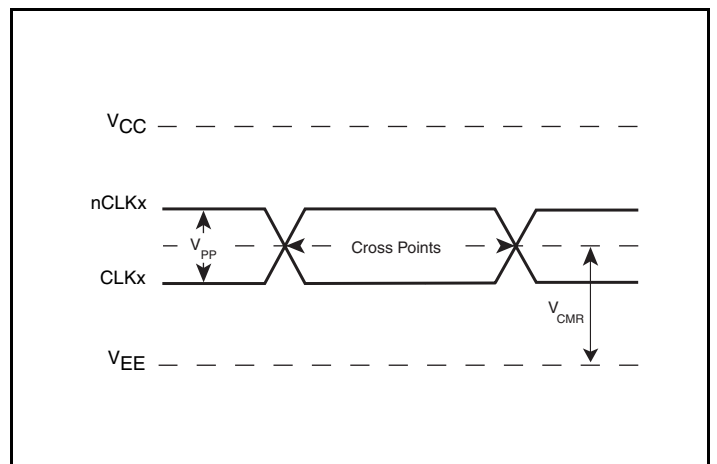 VCC
nCLKx
VPP
Cross Points
CLKx
VCMR
VEE